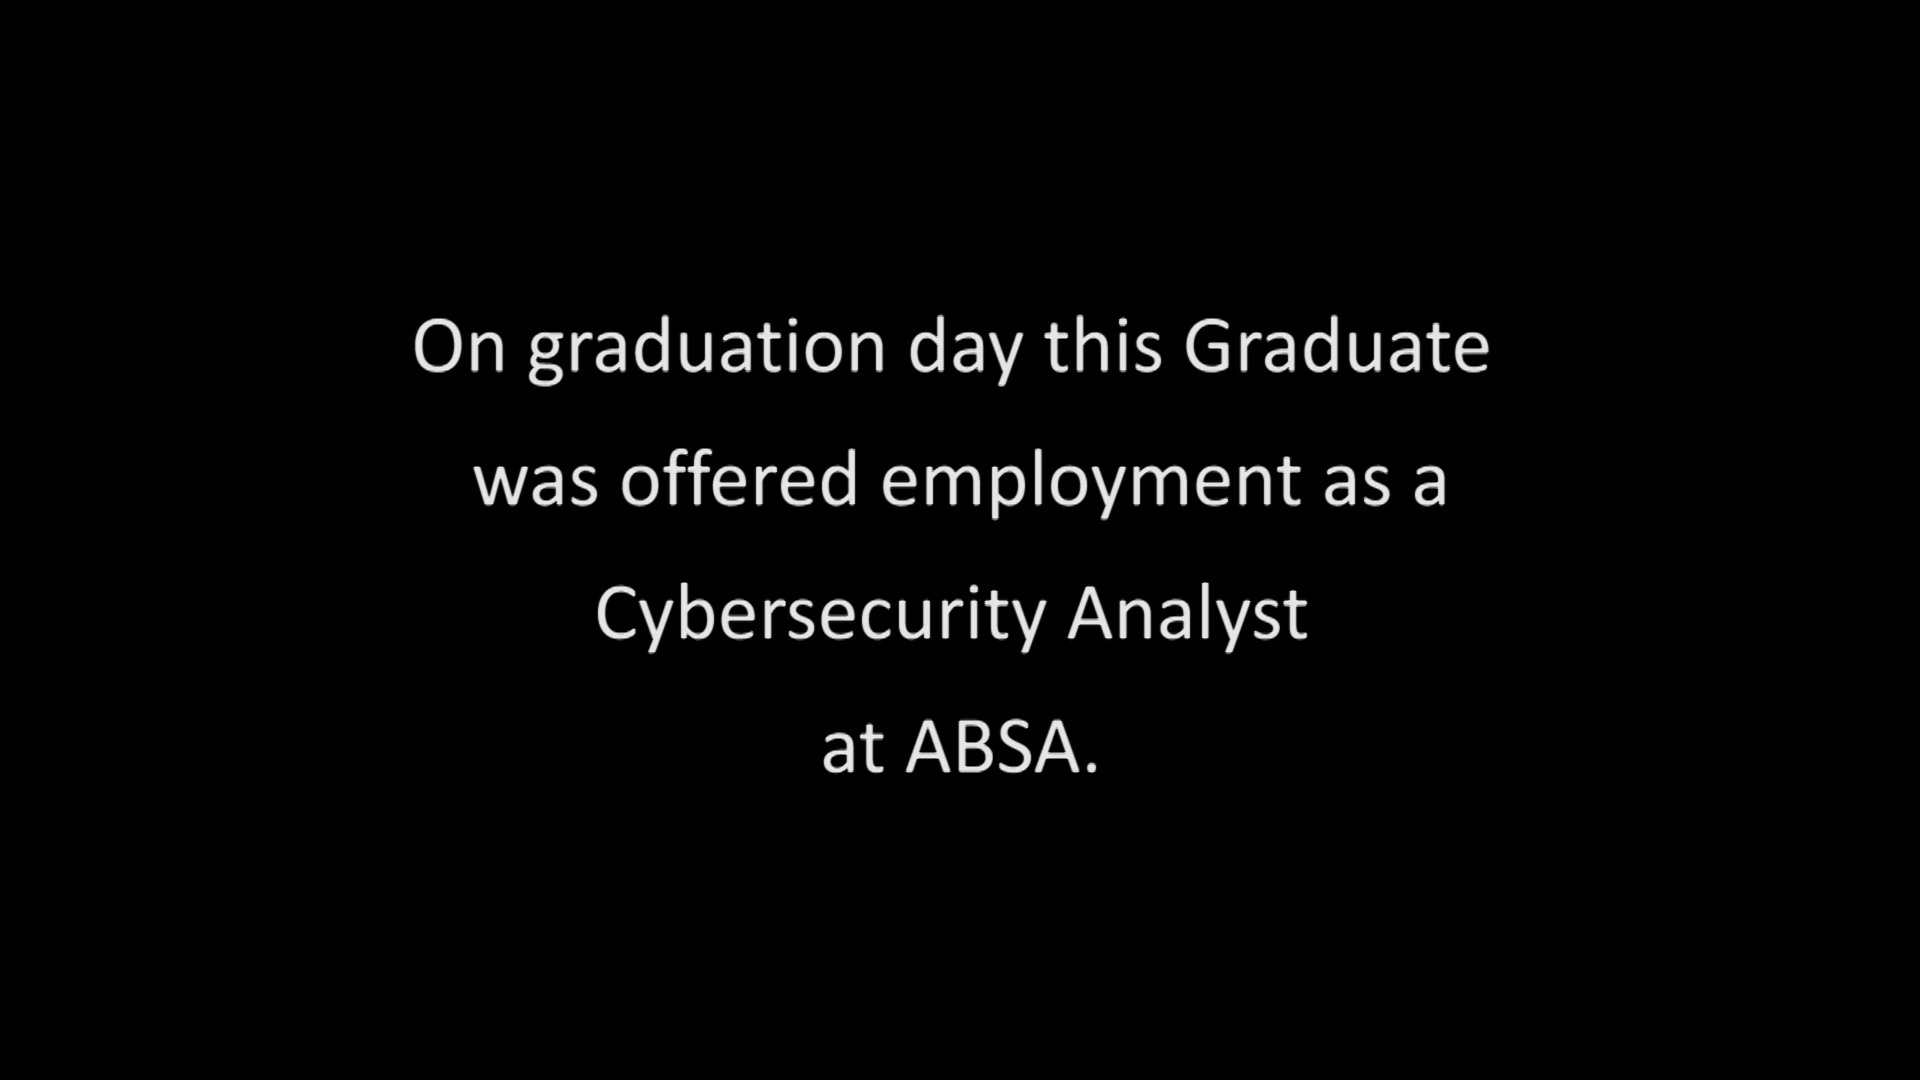 On graduation day this Graduate
was offered employment as a
Cybersecurity Analyst
at ABSA.